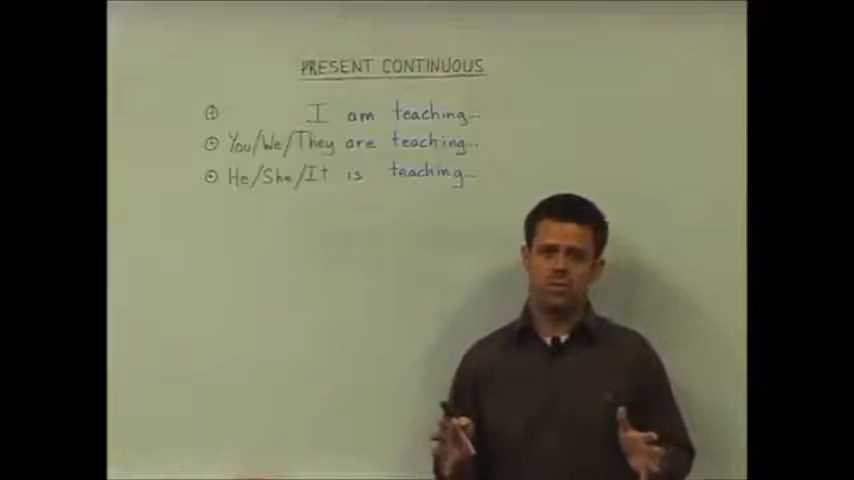 PRESENT CONTINUOUS
⊕ I am teaching...
⊕ You/We/They are teaching...
⊕ He/She/It is teaching...